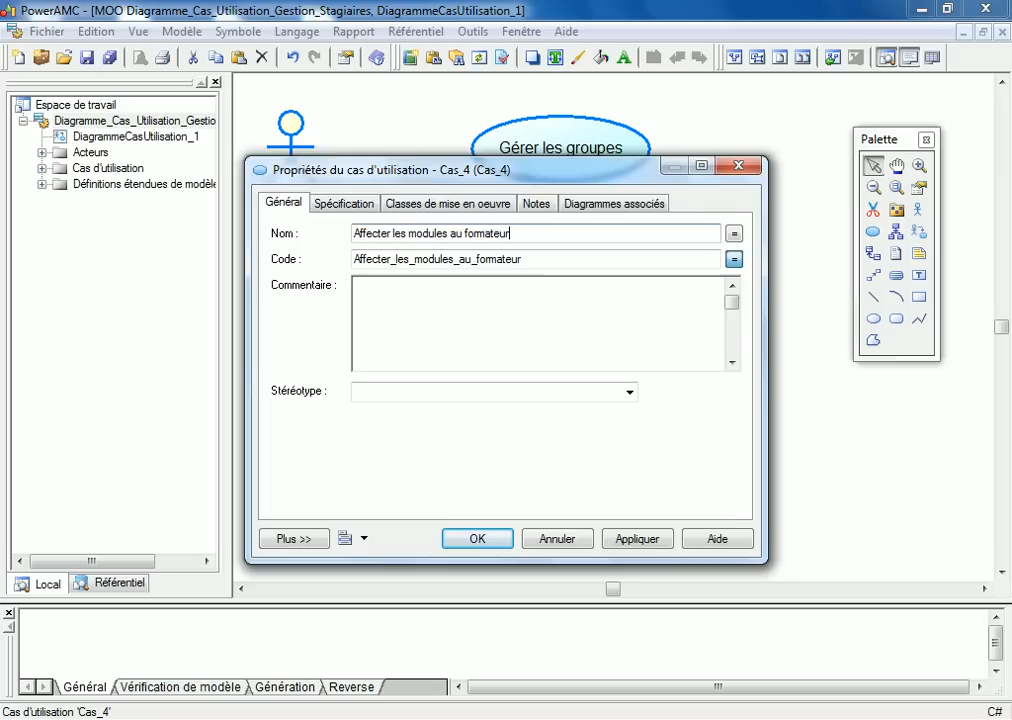 PowerAMC - [MOO Diagramme_Cas_Utilisation_Gestion_Stagiaires, DiagrammeCasUtilisation_1]
Fichier Edition Vue Modèle Symbole Langage Rapport Référentiel Outils Fenêtre Aide
Espace de travail
Diagramme_Cas_Utilisation_Gestio
DiagrammeCasUtilisation_1
Acteurs
Cas d'utilisation
Définitions étendues de modèle
Local Référentiel
Gérer les groupes
Palette
Propriétés du cas d'utilisation - Cas_4 (Cas_4)
Général Spécification Classes de mise en oeuvre Notes Diagrammes associés
Nom : Affecter les modules au formateur =
Code : Affecter_les_modules_au_formateur =
Commentaire :
Stéréotype :
Plus >> OK Annuler Appliquer Aide
Général Vérification de modèle Génération Reverse
Cas d'utilisation 'Cas_4' C#